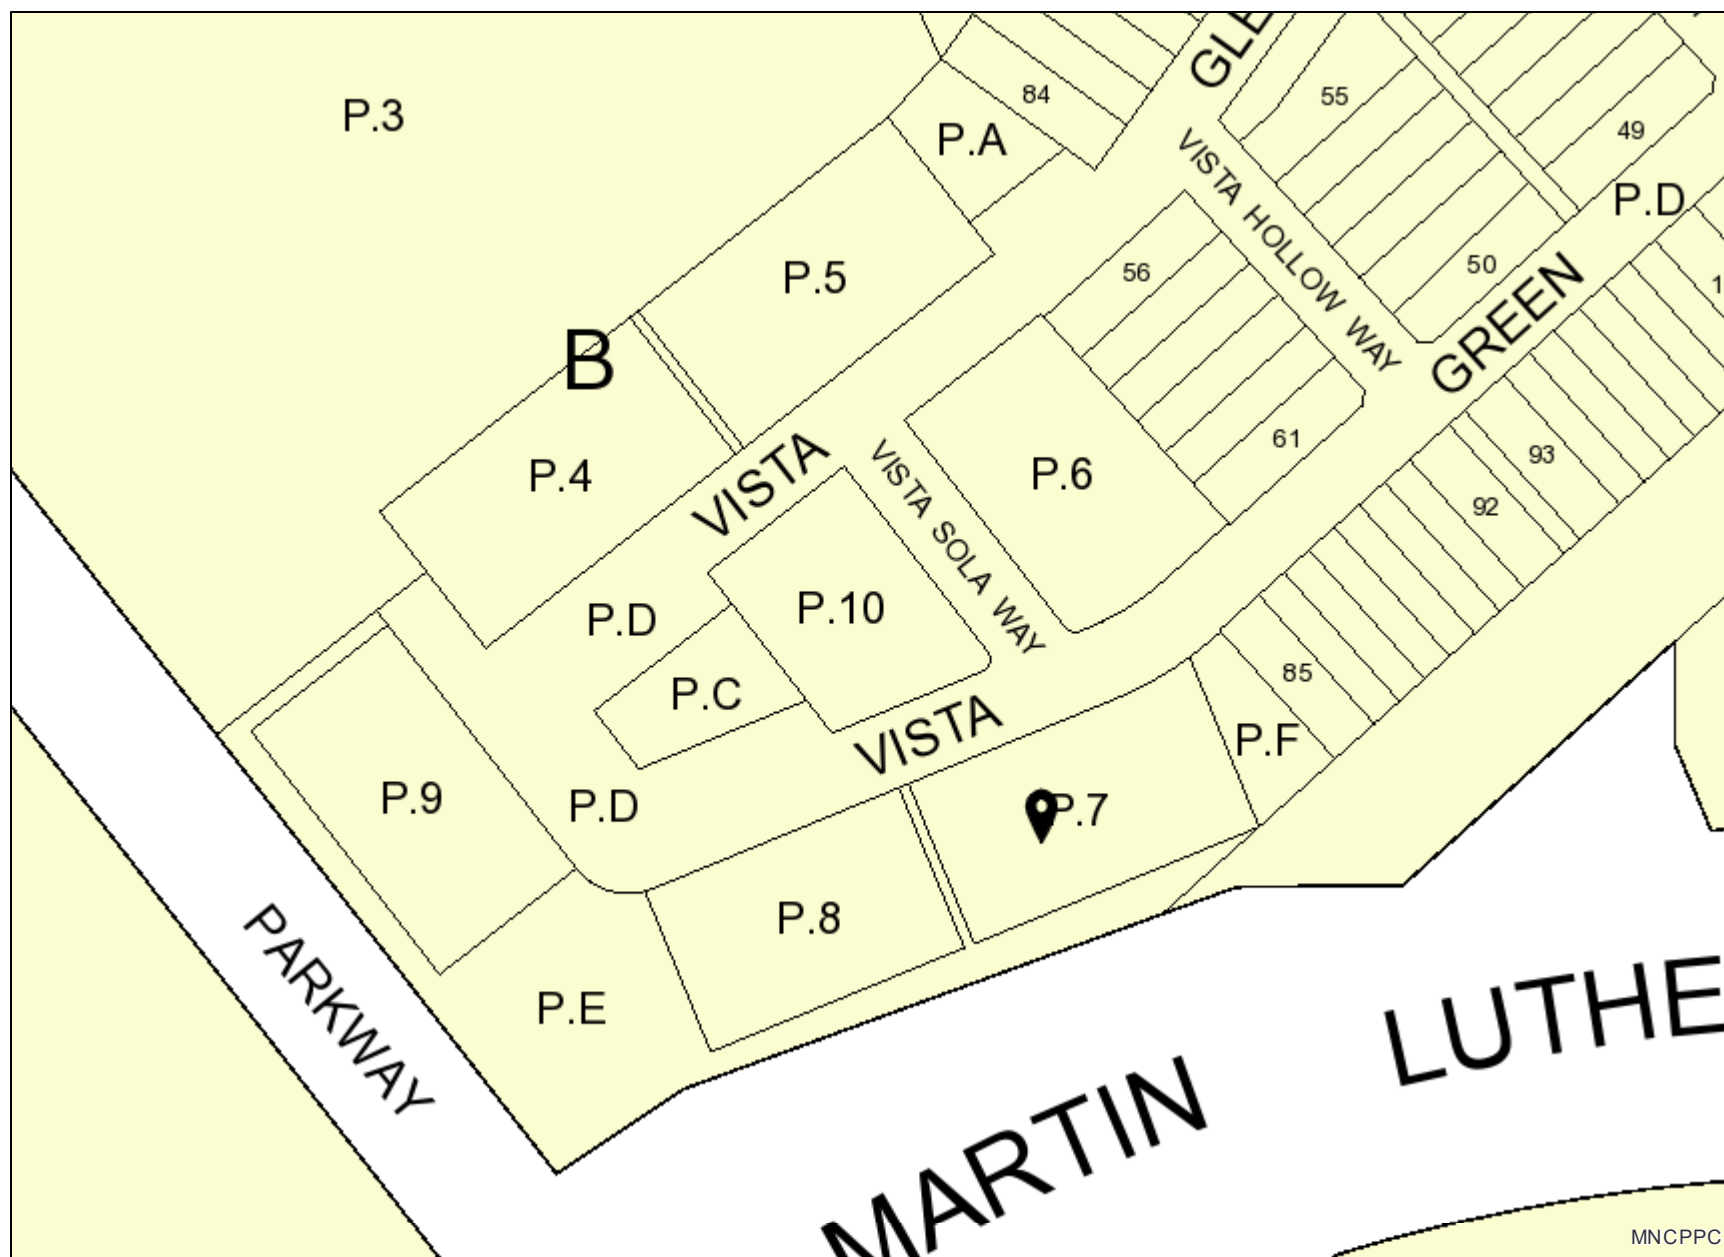 P.3
84
P.A
GLE
55
49
VISTA HOLLOW WAY
P.D
P.5
56
50
GREEN
1
B
P.4
VISTA
VISTA SOLA WAY
P.6
61
93
92
P.D
P.10
P.C
85
VISTA
P.F
P.9
P.D
P.7
P.8
PARKWAY
P.E
MARTIN
LUTHE
MNCPPC